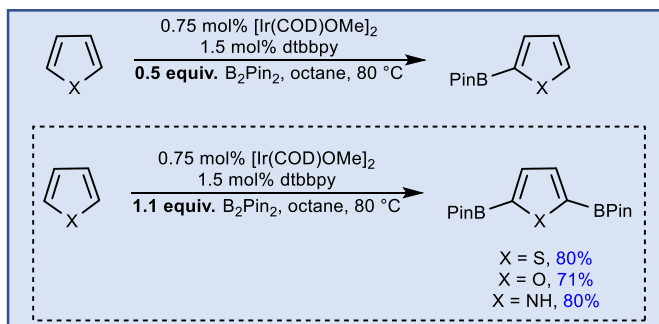 0.75 mol% [Ir(COD)OMe]2
1.5 mol% dtbbpy
0.5 equiv. B2Pin2, octane, 80 °C
X
PinB
X
0.75 mol% [Ir(COD)OMe]2
1.5 mol% dtbbpy
1.1 equiv. B2Pin2, octane, 80 °C
X
PinB
X
BPin
X = S, 80%
X = O, 71%
X = NH, 80%